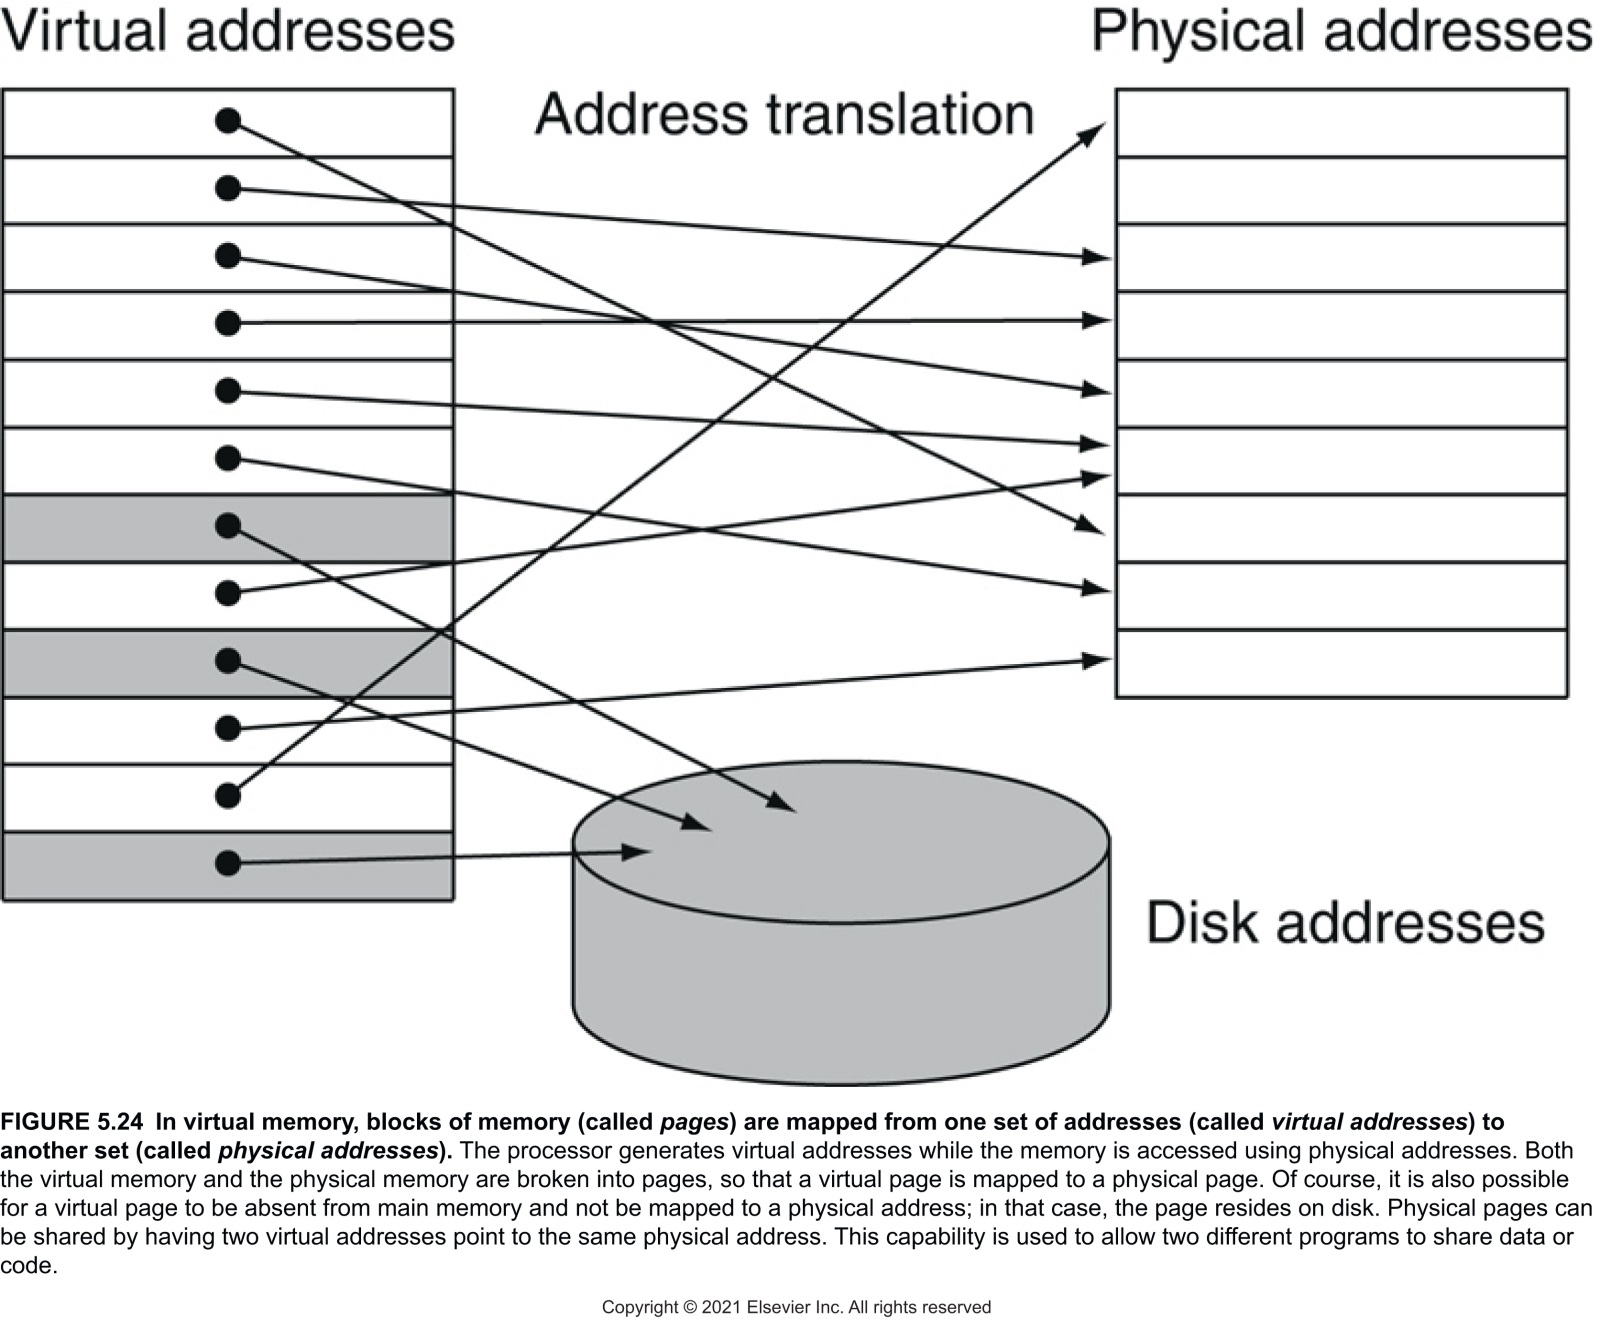 Virtual addresses
Physical addresses
Address translation
Disk addresses
FIGURE 5.24 In virtual memory, blocks of memory (called pages) are mapped from one set of addresses (called virtual addresses) to
another set (called physical addresses). The processor generates virtual addresses while the memory is accessed using physical addresses. Both
the virtual memory and the physical memory are broken into pages, so that a virtual page is mapped to a physical page. Of course, it is also possible
for a virtual page to be absent from main memory and not be mapped to a physical address; in that case, the page resides on disk. Physical pages can
be shared by having two virtual addresses point to the same physical address. This capability is used to allow two different programs to share data or
code.
Copyright © 2021 Elsevier Inc. All rights reserved